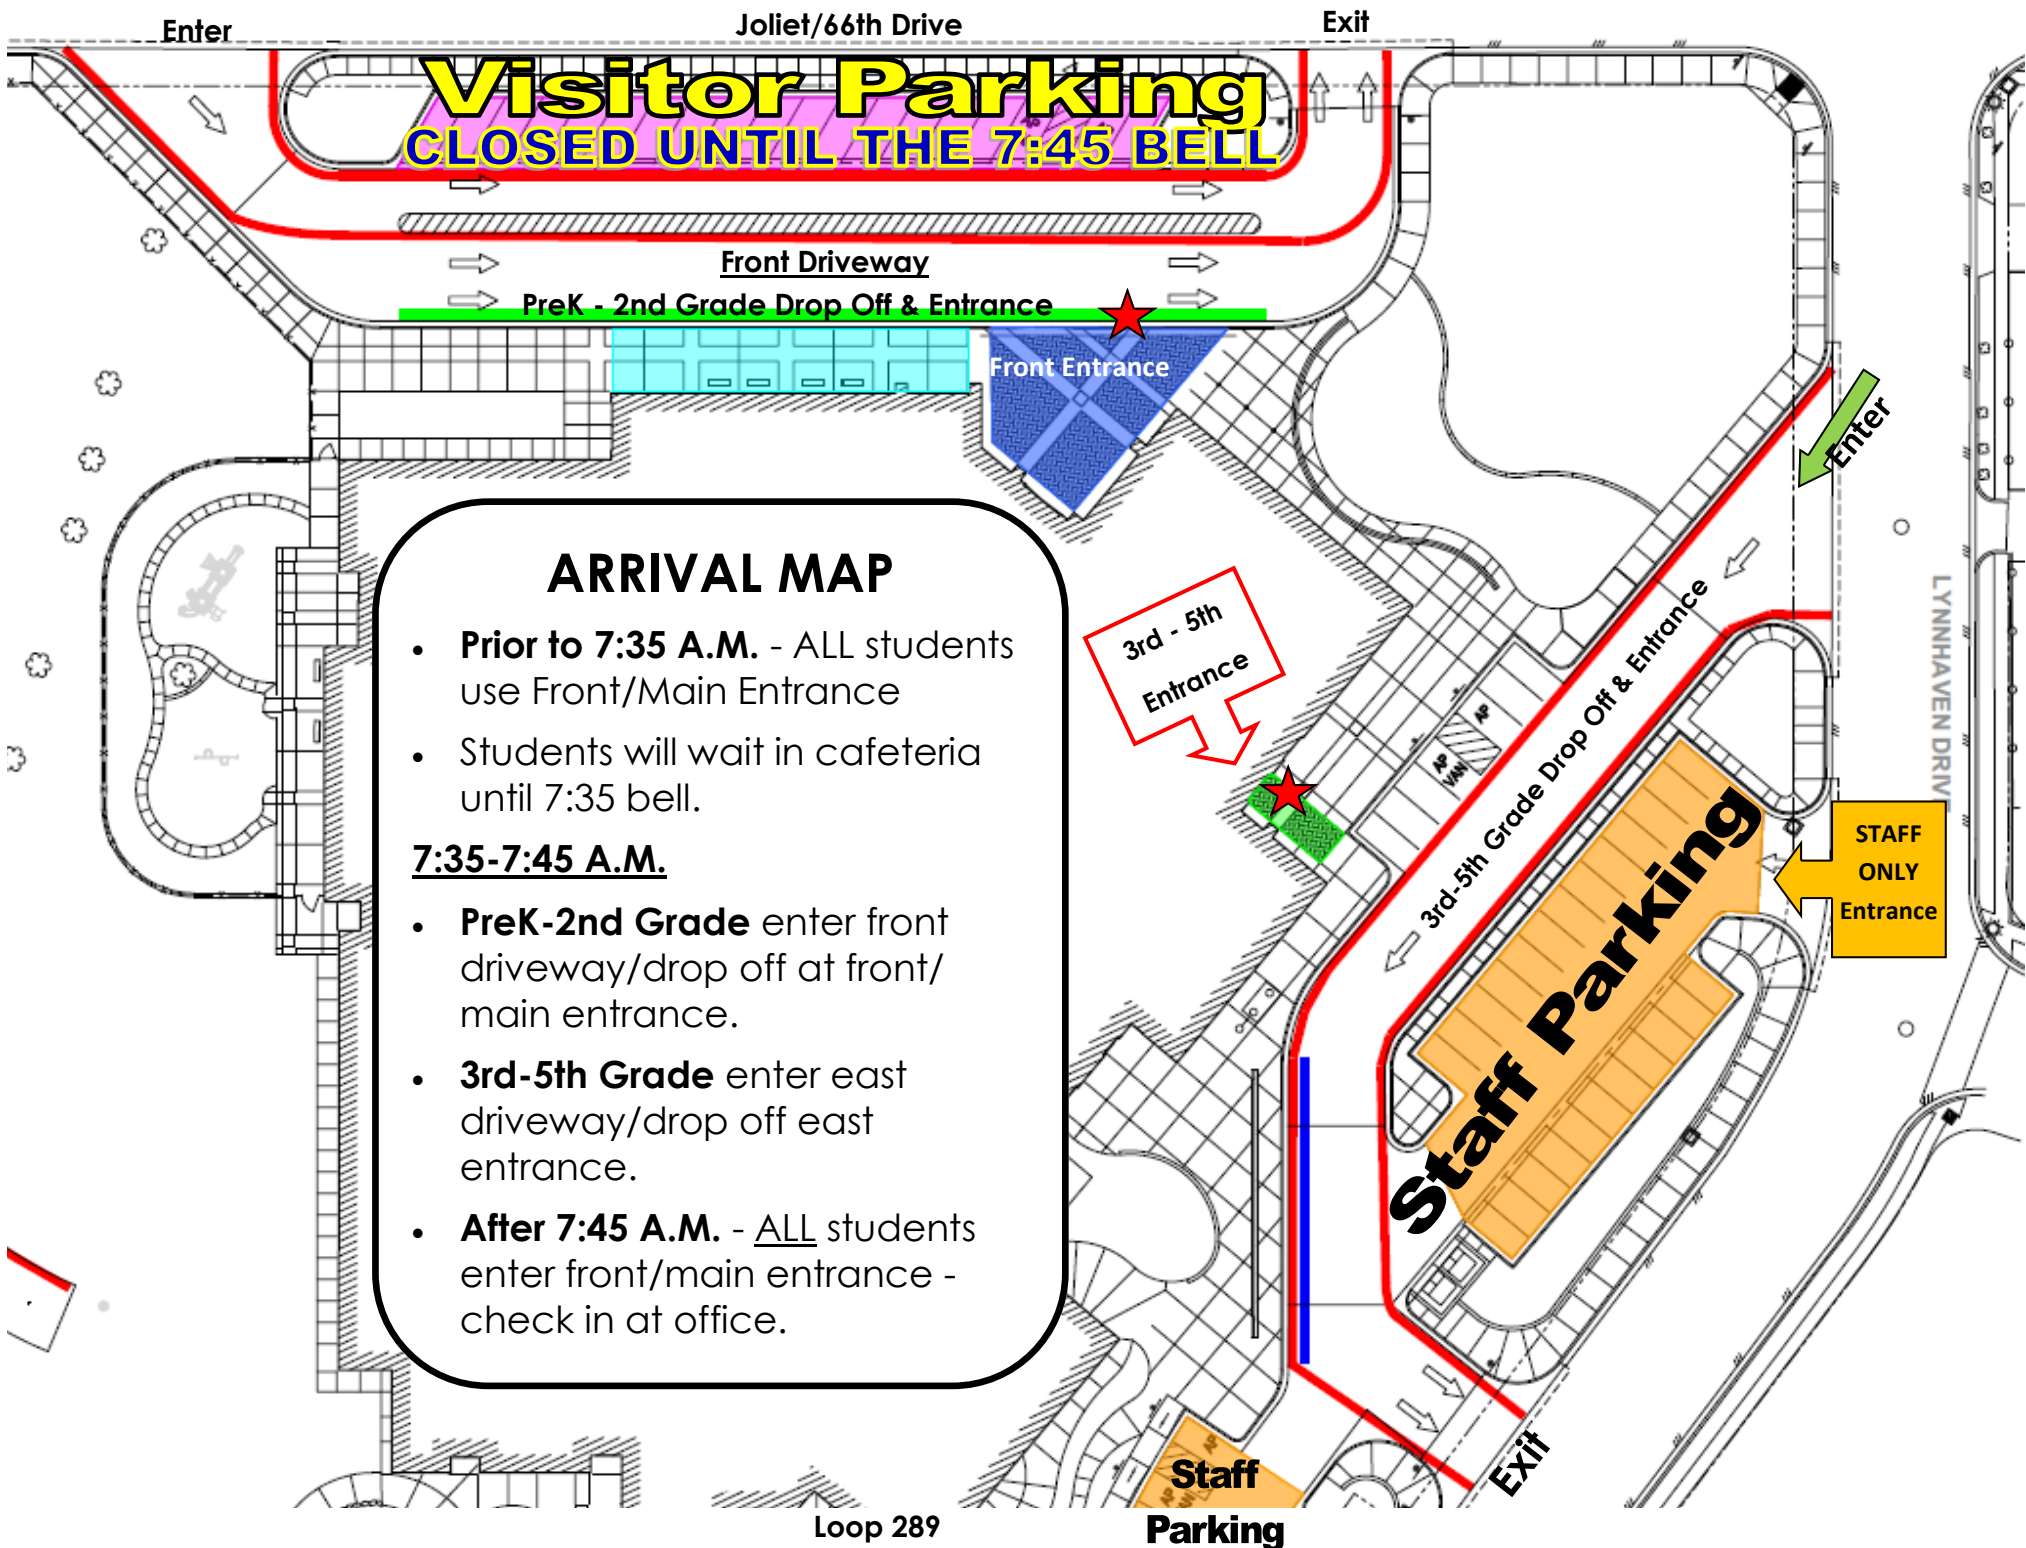 Enter
Joliet/66th Drive
Exit
Visitor Parking
CLOSED UNTIL THE 7:45 BELL
Front Driveway
PreK - 2nd Grade Drop Off & Entrance
Front Entrance
Enter
ARRIVAL MAP
• Prior to 7:35 A.M. - ALL students
use Front/Main Entrance
• Students will wait in cafeteria
until 7:35 bell.
7:35-7:45 A.M.
• PreK-2nd Grade enter front
driveway/drop off at front/
main entrance.
• 3rd-5th Grade enter east
driveway/drop off east
entrance.
• After 7:45 A.M. - ALL students
enter front/main entrance -
check in at office.
3rd - 5th
Entrance
AP
AP
VAN
3rd-5th Grade Drop Off & Entrance
LYNNHAVEN DRIVE
STAFF
ONLY
Entrance
Staff Parking
Exit
AP
AP
Staff
Parking
Loop 289